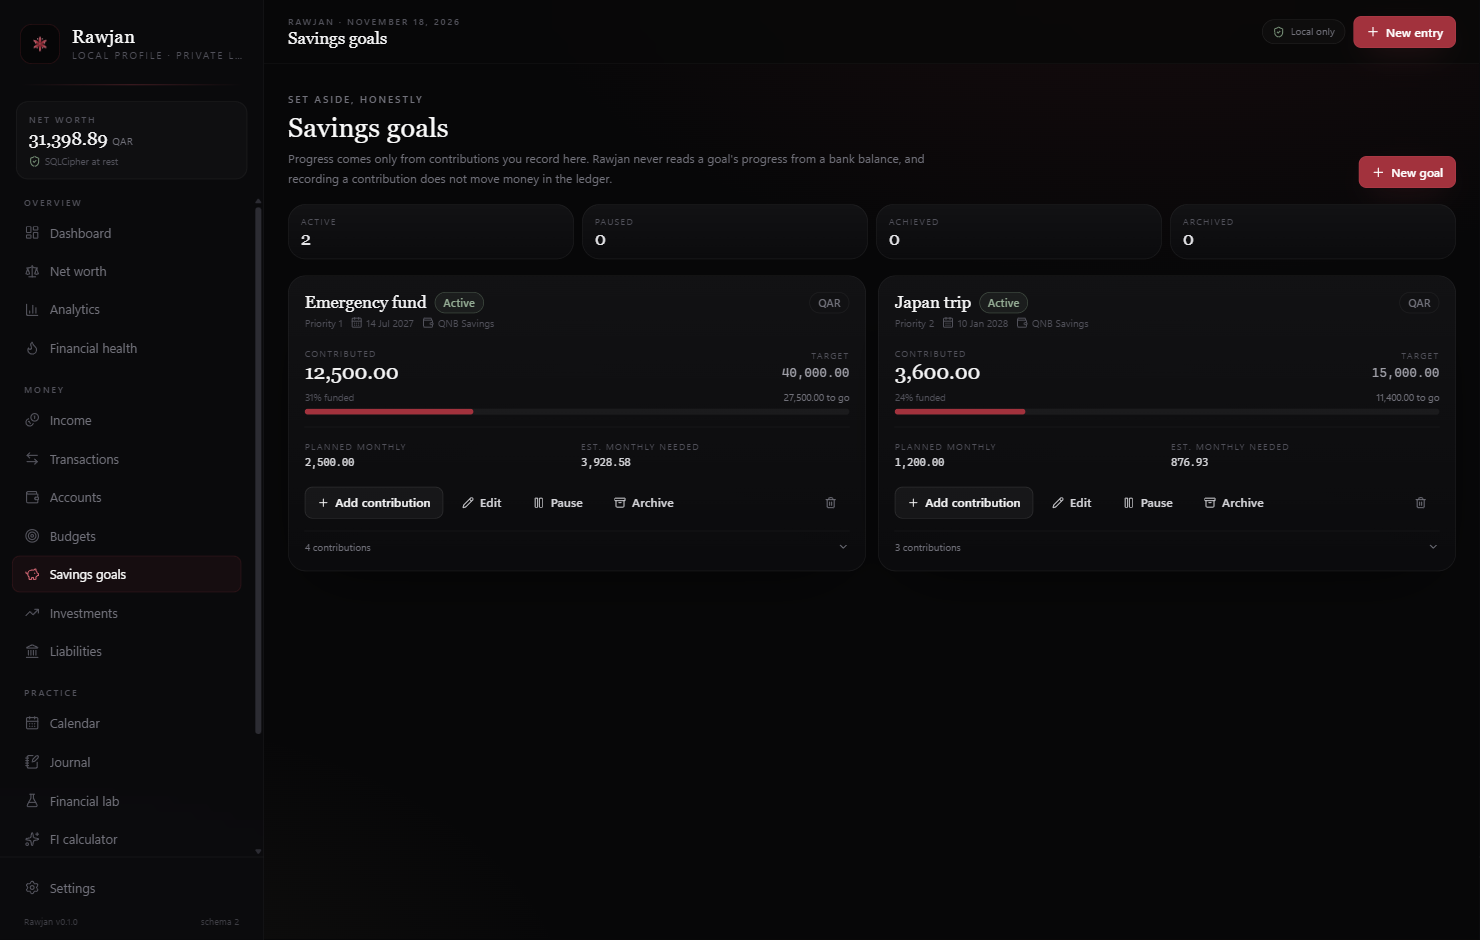 Rawjan
LOCAL PROFILE · PRIVATE L...
NET WORTH
31,398.89 QAR
SQLCipher at rest
OVERVIEW
Dashboard
Net worth
Analytics
Financial health
MONEY
Income
Transactions
Accounts
Budgets
Savings goals
Investments
Liabilities
PRACTICE
Calendar
Journal
Financial lab
FI calculator
Settings
Rawjan v0.1.0 schema 2
RAWJAN · NOVEMBER 18, 2026
Savings goals
Local only
New entry
SET ASIDE, HONESTLY
Savings goals
Progress comes only from contributions you record here. Rawjan never reads a goal's progress from a bank balance, and
recording a contribution does not move money in the ledger.
New goal
ACTIVE
2
PAUSED
0
ACHIEVED
0
ARCHIVED
0
Emergency fund Active QAR
Priority 1 14 Jul 2027 QNB Savings
CONTRIBUTED TARGET
12,500.00 40,000.00
31% funded 27,500.00 to go
PLANNED MONTHLY EST. MONTHLY NEEDED
2,500.00 3,928.58
Add contribution Edit Pause Archive
4 contributions
Japan trip Active QAR
Priority 2 10 Jan 2028 QNB Savings
CONTRIBUTED TARGET
3,600.00 15,000.00
24% funded 11,400.00 to go
PLANNED MONTHLY EST. MONTHLY NEEDED
1,200.00 876.93
Add contribution Edit Pause Archive
3 contributions